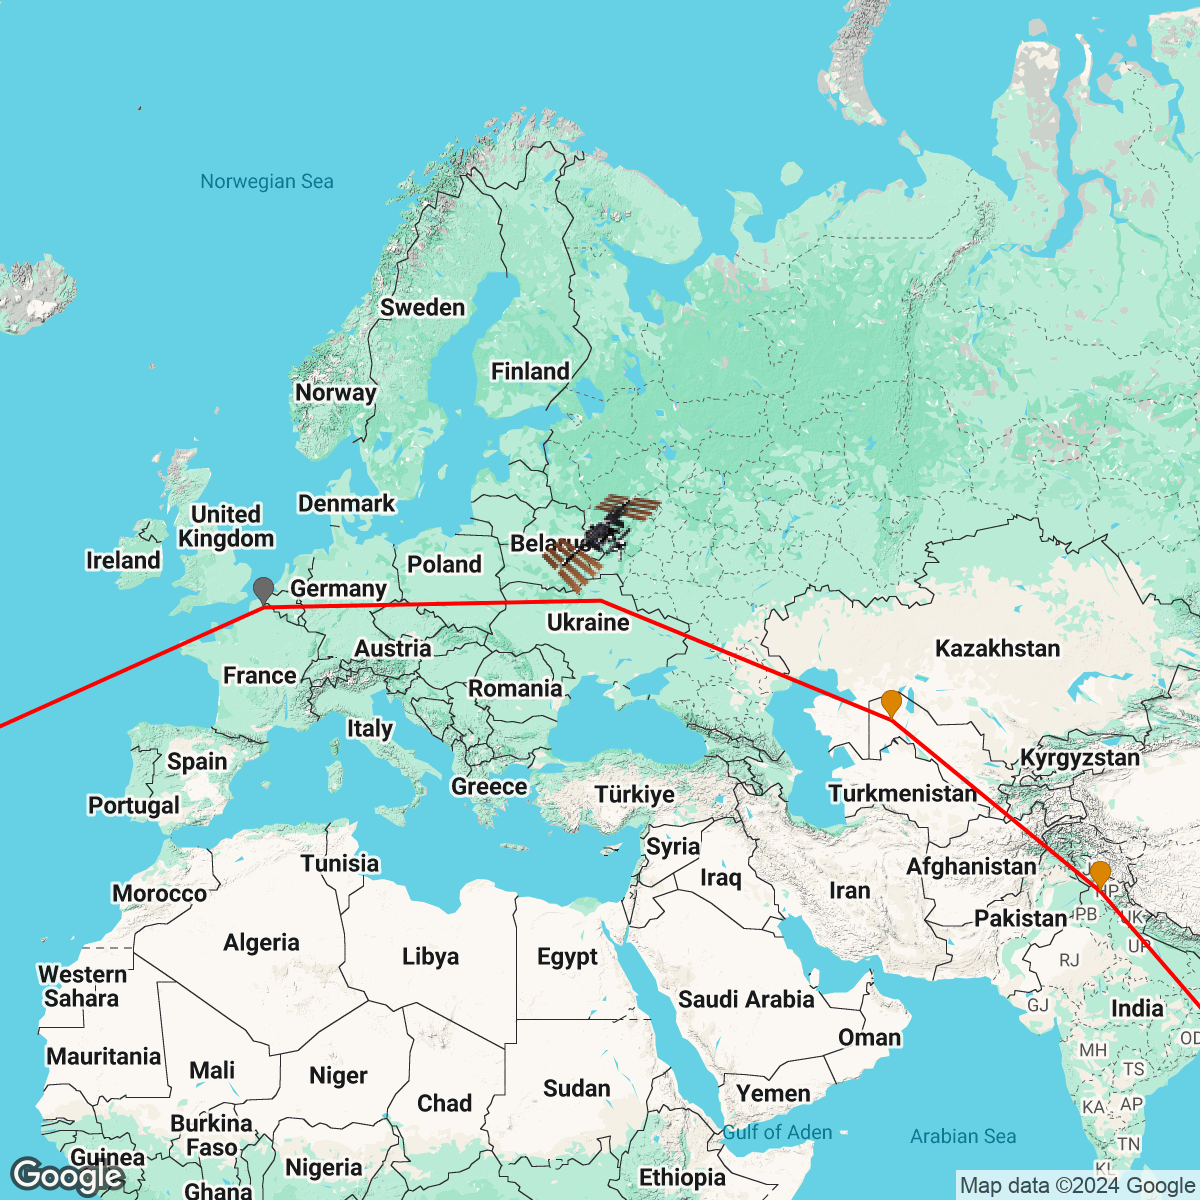 Norwegian Sea
Sweden
Finland
Norway
Denmark
United
Kingdom
Ireland
Belarus
Poland
Germany
Ukraine
Austria
Kazakhstan
France
Romania
Italy
Spain
Kyrgyzstan
Greece
Türkiye
Turkmenistan
Portugal
Syria
Tunisia
Afghanistan
Iraq
Iran
Morocco
HP
Pakistan
PB
UK
Algeria
Libya
Egypt
UP
RJ
Western
Sahara
Saudi Arabia
GJ
India
Oman
OD
Mauritania
Mali
Niger
Sudan
MH
TS
Chad
Yemen
KA
AP
Burkina
Faso
Gulf of Aden
Arabian Sea
TN
Guinea
Nigeria
Ethiopia
KL
Ghana
Google
Map data ©2024 Google